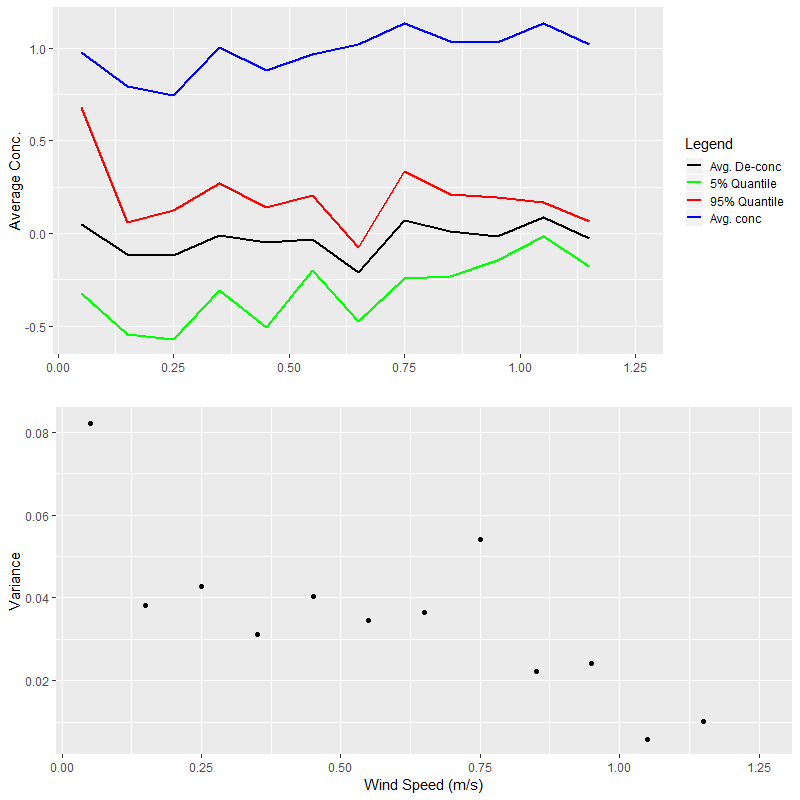 Average Conc.
1.0
0.5
0.0
-0.5
0.00
0.25
0.50
0.75
1.00
1.25
Legend
Avg. De-conc
5% Quantile
95% Quantile
Avg. conc
Variance
0.08
0.06
0.04
0.02
0.00
0.25
0.50
0.75
1.00
1.25
Wind Speed (m/s)